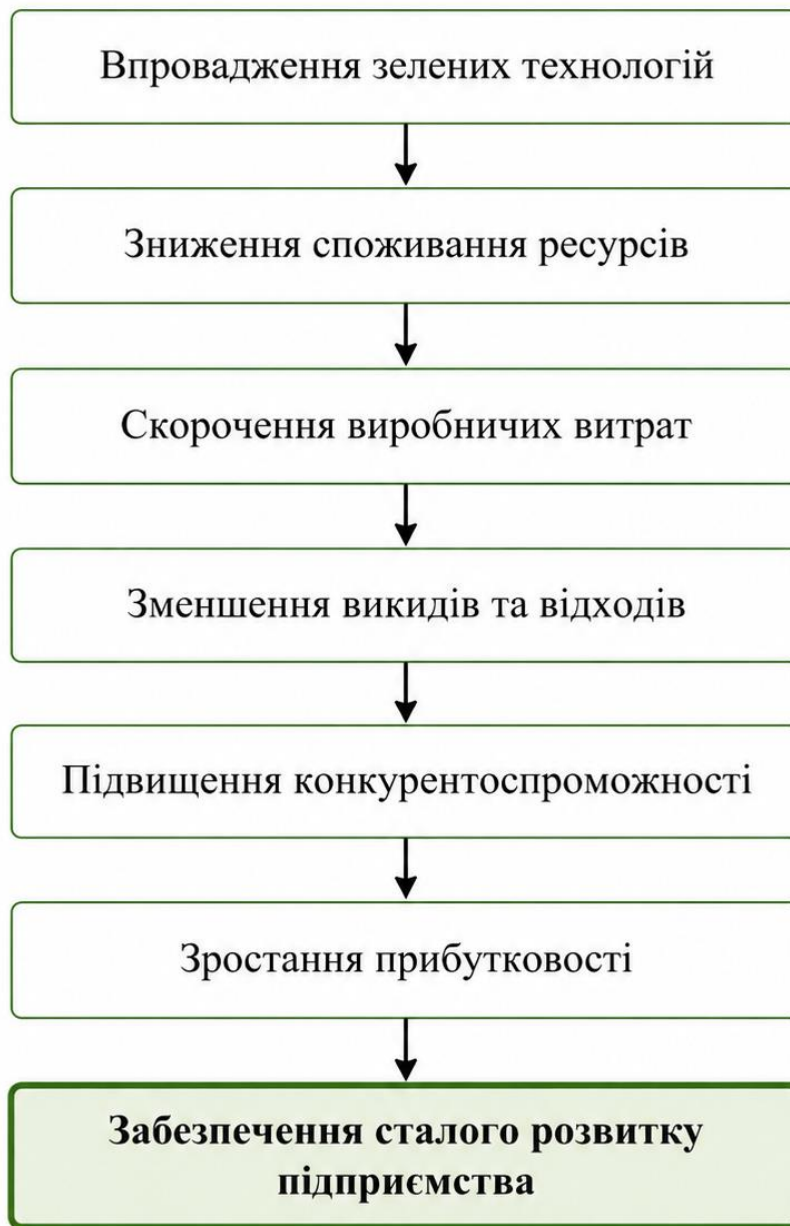 Впровадження зелених технологій
Зниження споживання ресурсів
Скорочення виробничих витрат
Зменшення викидів та відходів
Підвищення конкурентоспроможності
Зростання прибутковості
Забезпечення сталого розвитку
підприємства